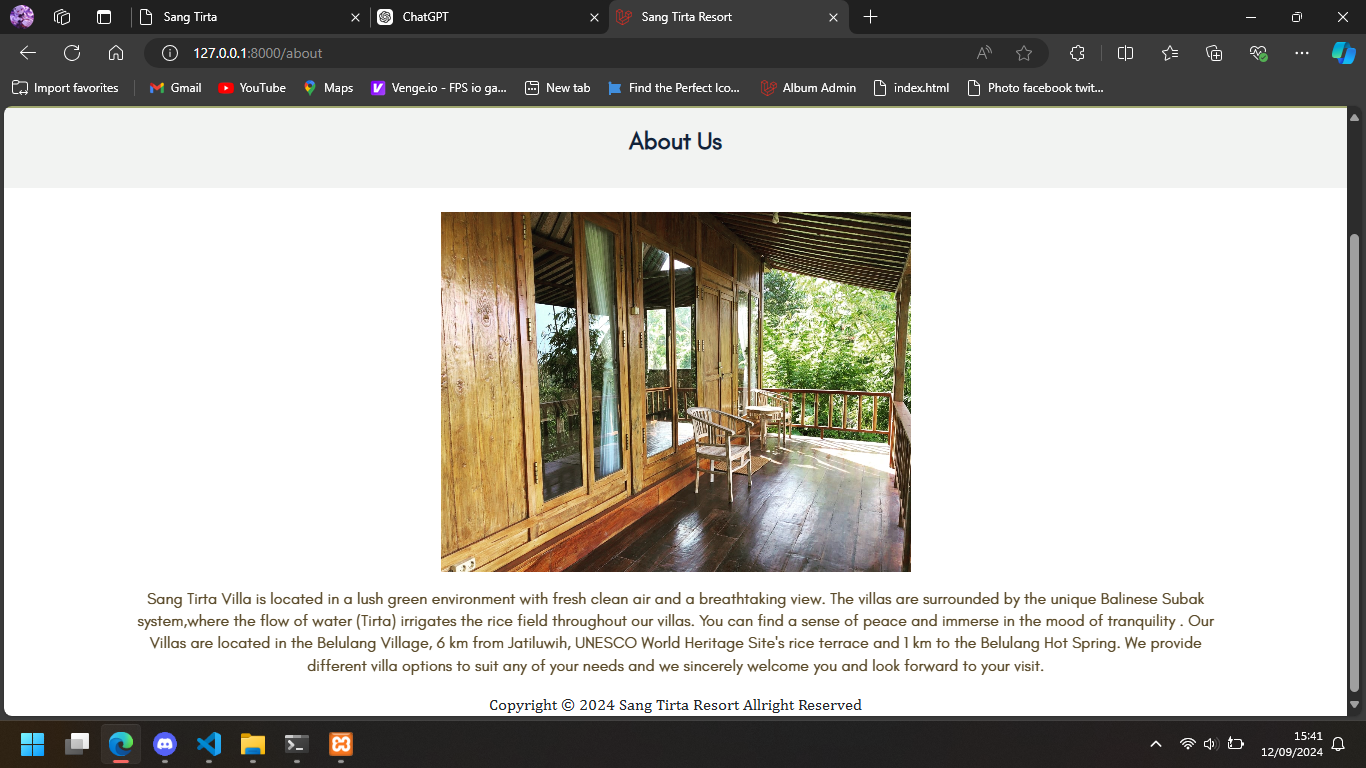 Sang Tirta
ChatGPT
Sang Tirta Resort
127.0.0.1:8000/about
Import favorites
Gmail
YouTube
Maps
Venge.io - FPS io ga...
New tab
Find the Perfect Ico...
Album Admin
index.html
Photo facebook twit...
About Us
Sang Tirta Villa is located in a lush green environment with fresh clean air and a breathtaking view. The villas are surrounded by the unique Balinese Subak
system,where the flow of water (Tirta) irrigates the rice field throughout our villas. You can find a sense of peace and immerse in the mood of tranquility . Our
Villas are located in the Belulang Village, 6 km from Jatiluwih, UNESCO World Heritage Site's rice terrace and 1 km to the Belulang Hot Spring. We provide
different villa options to suit any of your needs and we sincerely welcome you and look forward to your visit.
Copyright © 2024 Sang Tirta Resort Allright Reserved
15:41
12/09/2024